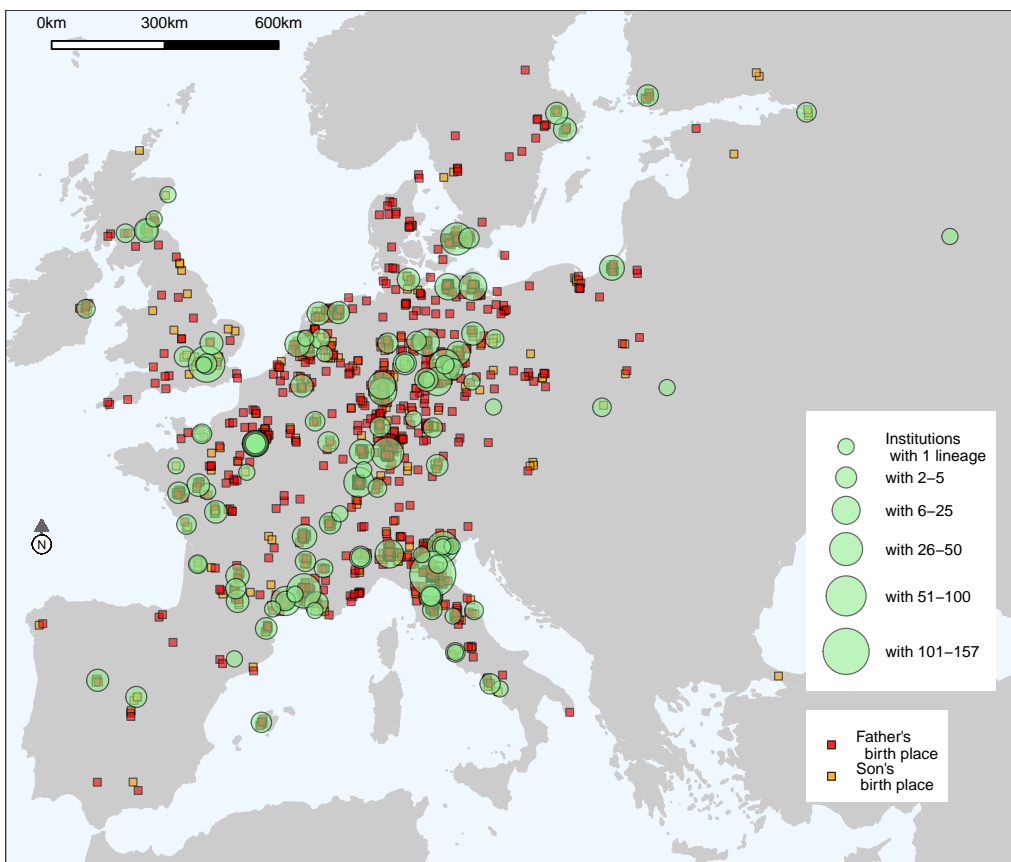 0km 300km 600km
N
Institutions
with 1 lineage
with 2–5
with 6–25
with 26–50
with 51–100
with 101–157
Father's
birth place
Son's
birth place